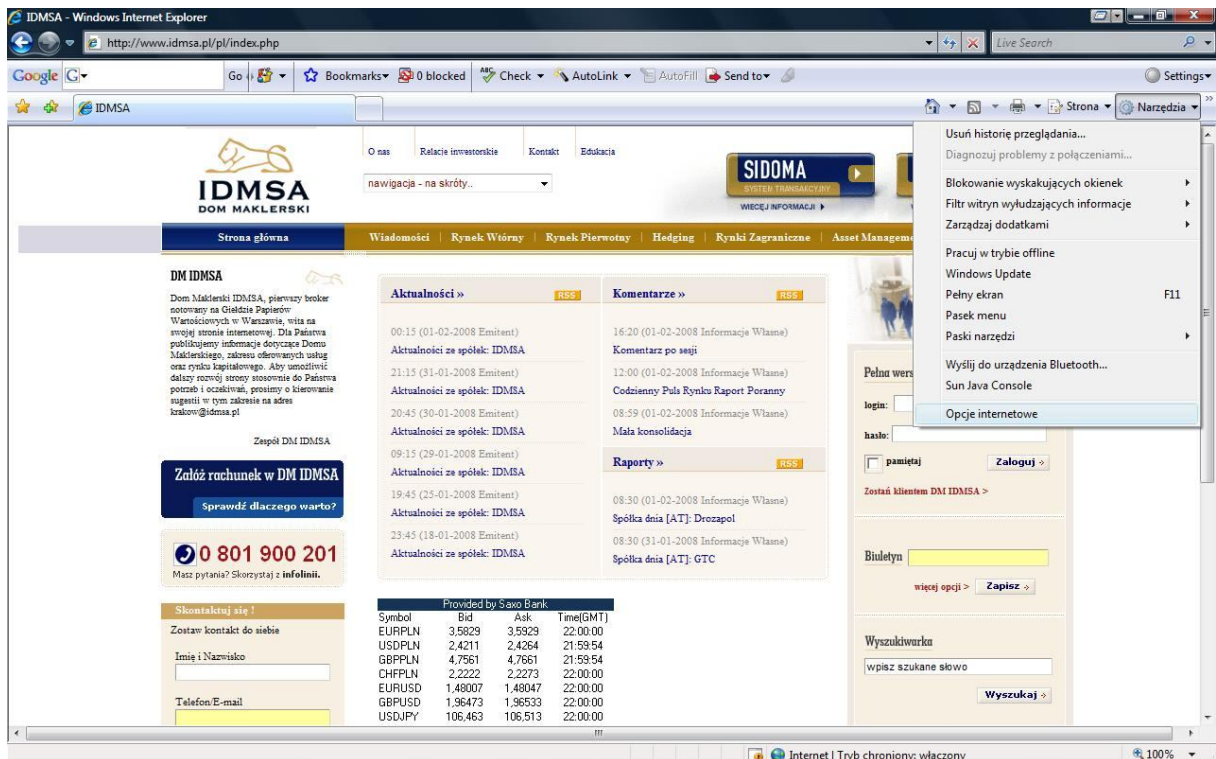 IDMSA - Windows Internet Explorer
http://www.idmsa.pl/pl/index.php
Live Search
Google G
Go
Bookmarks
0 blocked
Check
AutoLink
AutoFill
Send to
Settings
IDMSA
Strona
Narzędzia
Usuń historię przeglądania...
Diagnozuj problemy z połączeniami...
Blokowanie wyskakujących okienek
Filtr witryn wyłudzających informacje
Zarządzaj dodatkami
Pracuj w trybie offline
Windows Update
Pełny ekran F11
Pasek menu
Paski narzędzi
Wyślij do urządzenia Bluetooth...
Sun Java Console
Opcje internetowe
IDMSA
DOM MAKLERSKI
O nas Relacje inwestorskie Kontakt Edukacja
nawigacja - na skróty..
SIDOMA
SYSTEM TRANSAKCYJNY
WIĘCEJ INFORMACJI
Strona główna Wiadomości | Rynek Wtórny | Rynek Pierwotny | Hedging | Rynki Zagraniczne | Asset Manageme
DM IDMSA
Dom Maklerski IDMSA, pierwszy broker
notowany na Giełdzie Papierów
Wartościowych w Warszawie, wita na
swojej stronie internetowej. Dla Państwa
publikujemy informacje dotyczące Domu
Maklerskiego, zakresu oferowanych usług
oraz rynku kapitałowego. Aby umożliwić
dalszy rozwój strony stosownie do Państwa
potrzeb i oczekiwań, prosimy o kierowanie
sugestii w tym zakresie na adres
krakow@idmsa.pl
Zespół DM IDMSA
Załóż rachunek w DM IDMSA
Sprawdź dlaczego warto?
0 801 900 201
Masz pytania? Skorzystaj z infolinii.
Skontaktuj się !
Zostaw kontakt do siebie
Imię i Nazwisko
Telefon/E-mail
Aktualności » RSS
00:15 (01-02-2008 Emitent)
Aktualności ze spółek: IDMSA
21:15 (31-01-2008 Emitent)
Aktualności ze spółek: IDMSA
20:45 (30-01-2008 Emitent)
Aktualności ze spółek: IDMSA
09:15 (29-01-2008 Emitent)
Aktualności ze spółek: IDMSA
19:45 (25-01-2008 Emitent)
Aktualności ze spółek: IDMSA
23:45 (18-01-2008 Emitent)
Aktualności ze spółek: IDMSA
Komentarze » RSS
16:20 (01-02-2008 Informacje Własne)
Komentarz po sesji
12:00 (01-02-2008 Informacje Własne)
Codzienny Puls Rynku Raport Poranny
08:59 (01-02-2008 Informacje Własne)
Mała konsolidacja
Raporty » RSS
08:30 (01-02-2008 Informacje Własne)
Spółka dnia [AT]: Drozapol
08:30 (31-01-2008 Informacje Własne)
Spółka dnia [AT]: GTC
Provided by Saxo Bank
Symbol Bid Ask Time(GMT)
EURPLN 3,5829 3,5929 22:00:00
USDPLN 2,4211 2,4264 21:59:54
GBPPLN 4,7561 4,7661 21:59:54
CHFPLN 2,2222 2,2273 22:00:00
EURUSD 1,48007 1,48047 22:00:00
GBPUSD 1,96473 1,96533 22:00:00
USDJPY 106,463 106,513 22:00:00
Pełna wers
login:
hasło:
pamiętaj Zaloguj »
Zostań klientem DM IDMSA >
Biuletyn
więcej opcji > Zapisz »
Wyszukiwarka
wpisz szukane słowo
Wyszukaj »
Internet | Tryb chroniony: włączony
100%